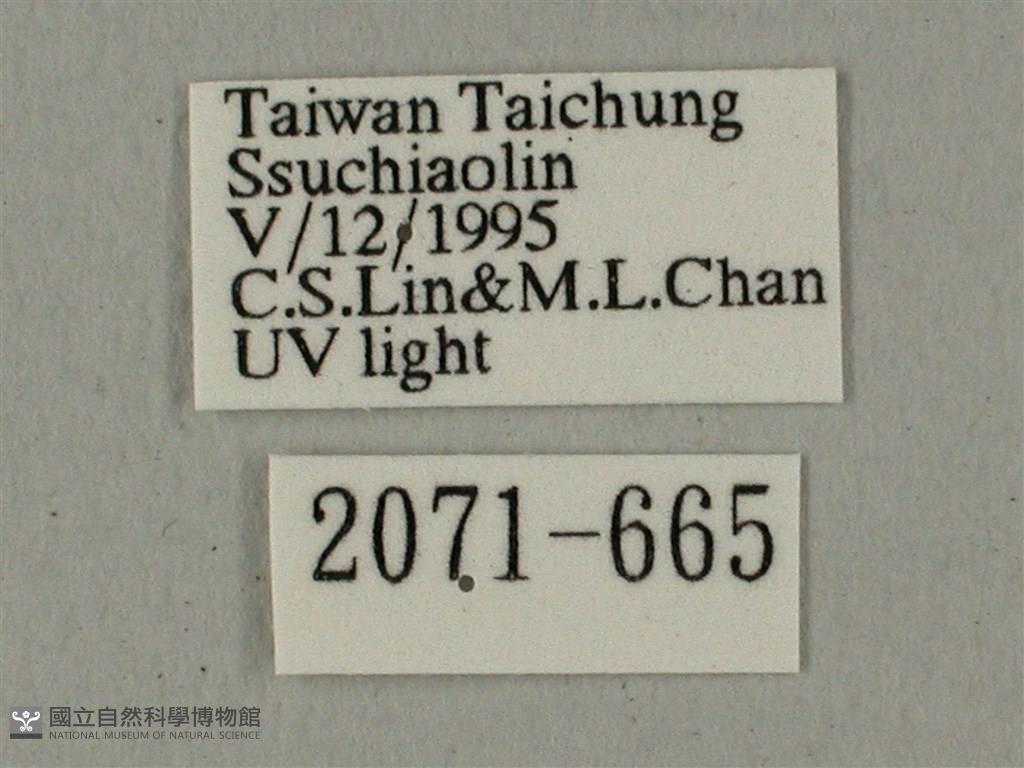 Taiwan Taichung
Ssuchiaolin
V/12/1995
C.S.Lin&M.L.Chan
UV light
2071-665
國立自然科學博物館
NATIONAL MUSEUM OF NATURAL SCIENCE